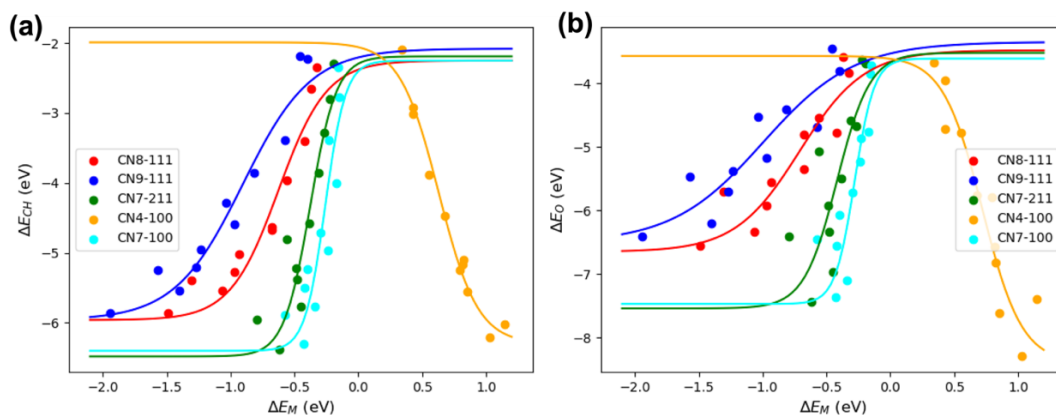 (a)
−2
−3
−4
−5
−6
ΔE_CH (eV)
CN8-111
CN9-111
CN7-211
CN4-100
CN7-100
−2.0 −1.5 −1.0 −0.5 0.0 0.5 1.0
ΔE_M (eV)
(b)
−4
−5
−6
−7
−8
ΔE_O (eV)
CN8-111
CN9-111
CN7-211
CN4-100
CN7-100
−2.0 −1.5 −1.0 −0.5 0.0 0.5 1.0
ΔE_M (eV)